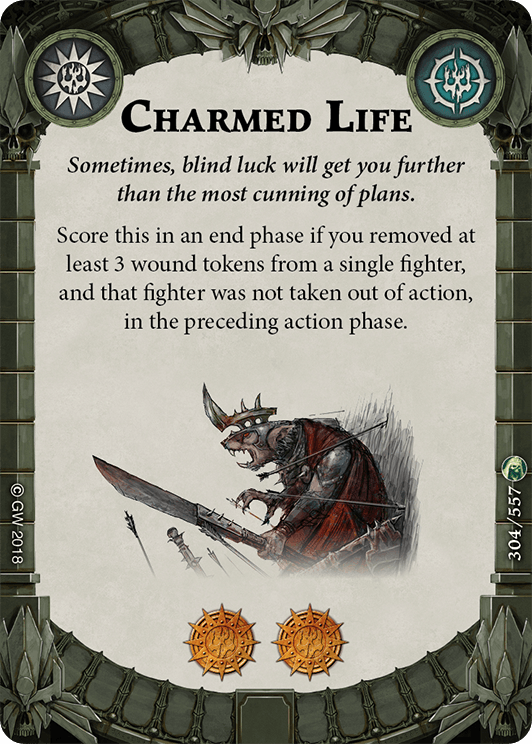 Charmed Life
Sometimes, blind luck will get you further
than the most cunning of plans.
Score this in an end phase if you removed at
least 3 wound tokens from a single fighter,
and that fighter was not taken out of action,
in the preceding action phase.
© GW 2018
304/557